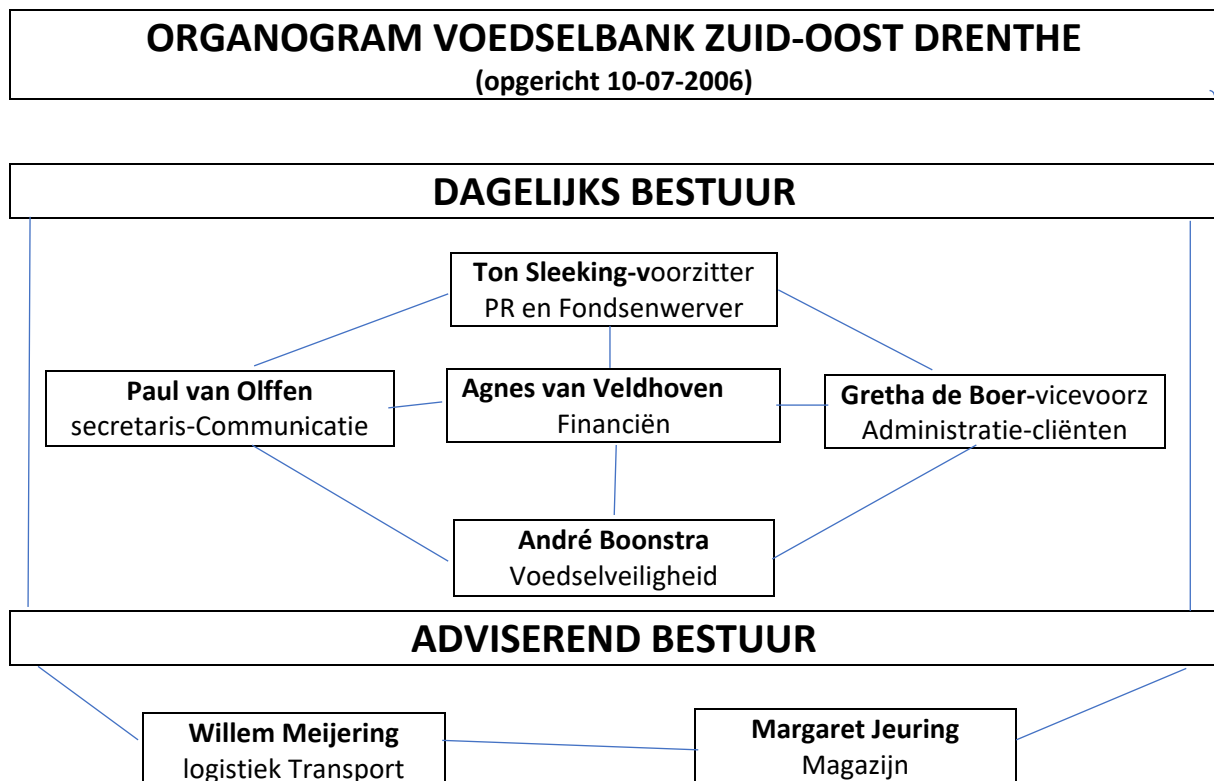 ORGANOGRAM VOEDSELBANK ZUID-OOST DRENTHE
(opgericht 10-07-2006)
DAGELIJKS BESTUUR
Ton Sleeking-voorzitter
PR en Fondsenwerver
Paul van Olffen
secretaris-Communicatie
Agnes van Veldhoven
Financiën
Gretha de Boer-vicevoorz
Administratie-cliënten
André Boonstra
Voedselveiligheid
ADVISEREND BESTUUR
Willem Meijering
logistiek Transport
Margaret Jeuring
Magazijn